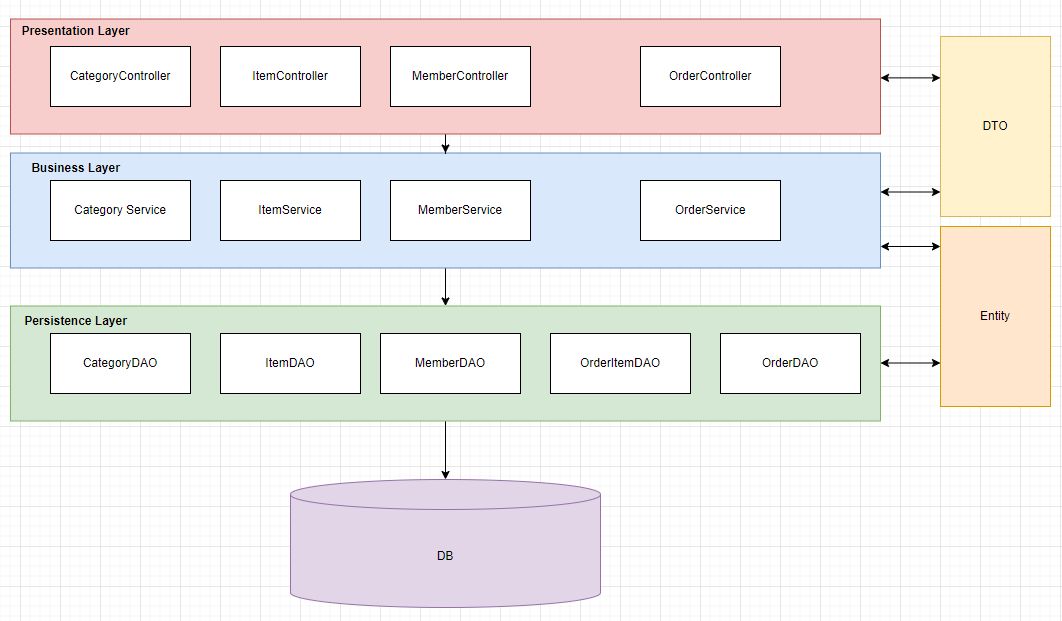 Presentation Layer
CategoryController
ItemController
MemberController
OrderController
DTO
Business Layer
Category Service
ItemService
MemberService
OrderService
Entity
Persistence Layer
CategoryDAO
ItemDAO
MemberDAO
OrderItemDAO
OrderDAO
DB